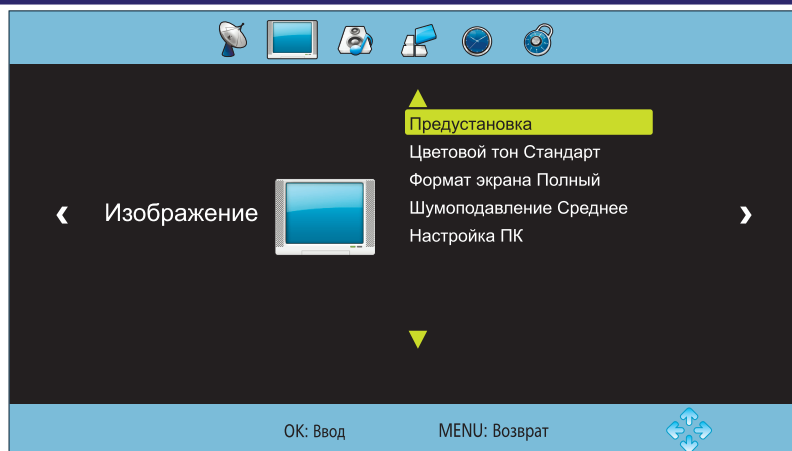 Предустановка
Цветовой тон Стандарт
Формат экрана Полный
Изображение
Шумоподавление Среднее
Настройка ПК
OK: Ввод
MENU: Возврат